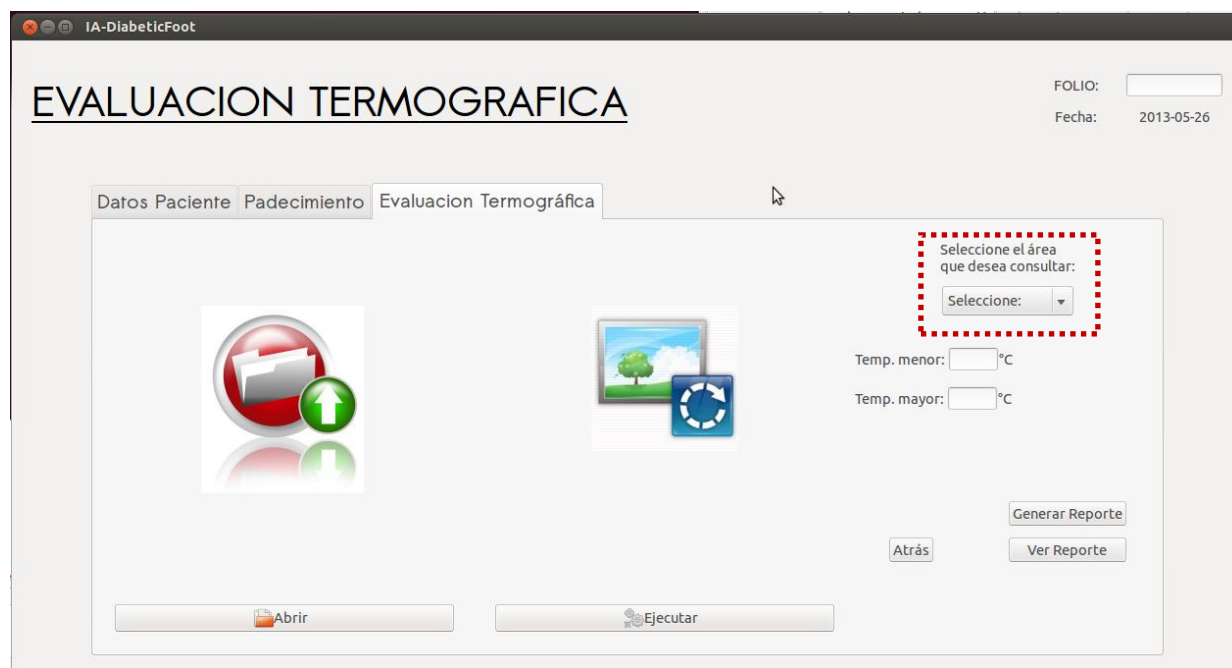 IA-DiabeticFoot
EVALUACION TERMOGRAFICA
FOLIO:
Fecha: 2013-05-26
Datos Paciente Padecimiento Evaluacion Termográfica
Seleccione el área
que desea consultar:
Seleccione:
Temp. menor: °C
Temp. mayor: °C
Generar Reporte
Atrás Ver Reporte
Abrir Ejecutar